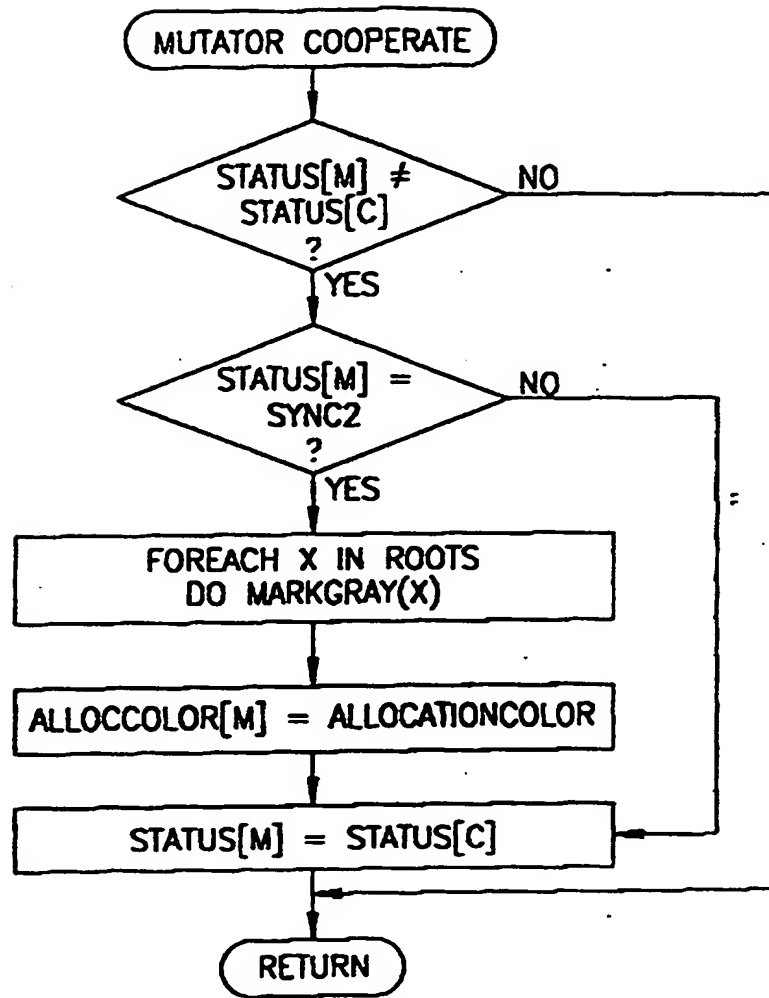 MUTATOR COOPERATE
STATUS[M] ≠
STATUS[C]
?
NO
YES
STATUS[M] =
SYNC2
?
NO
YES
FOREACH X IN ROOTS
DO MARKGRAY(X)
ALLOCCOLOR[M] = ALLOCATIONCOLOR
STATUS[M] = STATUS[C]
RETURN